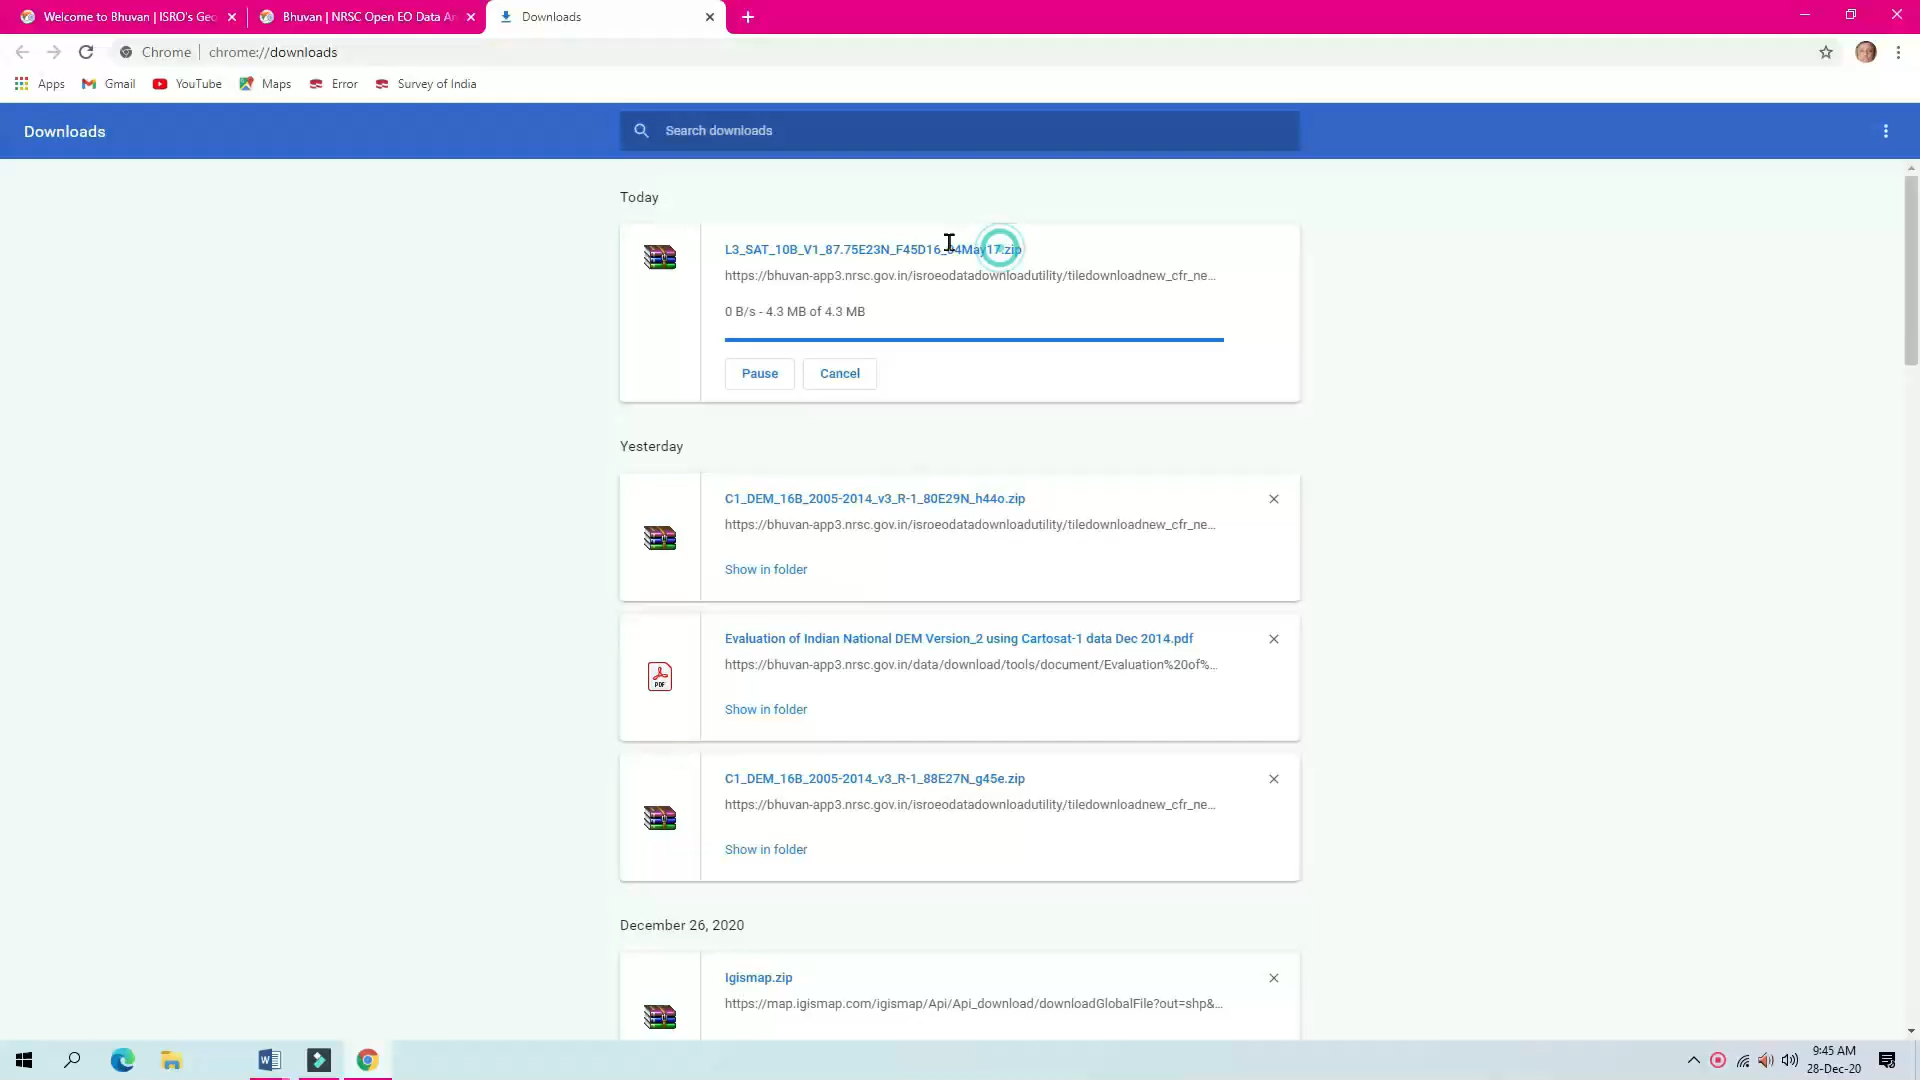 Welcome to Bhuvan | ISRO's Geo
Bhuvan | NRSC Open EO Data Ar
Downloads
Chrome | chrome://downloads
Apps
Gmail
YouTube
Maps
Error
Survey of India
Downloads
Search downloads
Today
L3_SAT_10B_V1_87.75E23N_F45D16_04May17.zip
https://bhuvan-app3.nrsc.gov.in/isroeodatadownloadutility/tiledownloadnew_cfr_ne...
0 B/s - 4.3 MB of 4.3 MB
Pause
Cancel
Yesterday
C1_DEM_16B_2005-2014_v3_R-1_80E29N_h44o.zip
https://bhuvan-app3.nrsc.gov.in/isroeodatadownloadutility/tiledownloadnew_cfr_ne...
Show in folder
Evaluation of Indian National DEM Version_2 using Cartosat-1 data Dec 2014.pdf
https://bhuvan-app3.nrsc.gov.in/data/download/tools/document/Evaluation%20of%...
PDF
Show in folder
C1_DEM_16B_2005-2014_v3_R-1_88E27N_g45e.zip
https://bhuvan-app3.nrsc.gov.in/isroeodatadownloadutility/tiledownloadnew_cfr_ne...
Show in folder
December 26, 2020
Igismap.zip
https://map.igismap.com/igismap/Api/Api_download/downloadGlobalFile?out=shp&...
9:45 AM
28-Dec-20